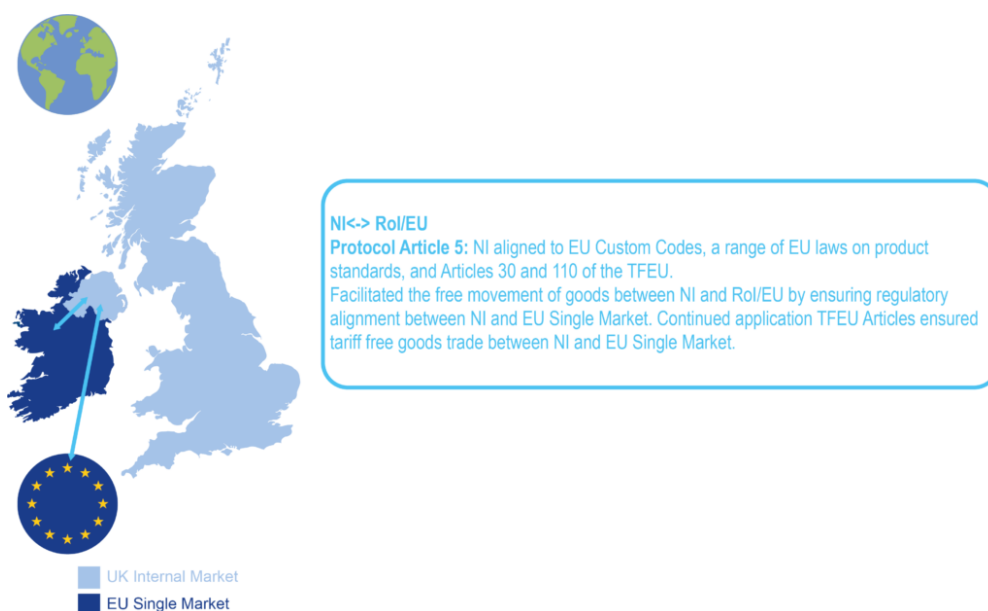 NI<-> RoI/EU
Protocol Article 5: NI aligned to EU Custom Codes, a range of EU laws on product
standards, and Articles 30 and 110 of the TFEU.
Facilitated the free movement of goods between NI and RoI/EU by ensuring regulatory
alignment between NI and EU Single Market. Continued application TFEU Articles ensured
tariff free goods trade between NI and EU Single Market.
UK Internal Market
EU Single Market